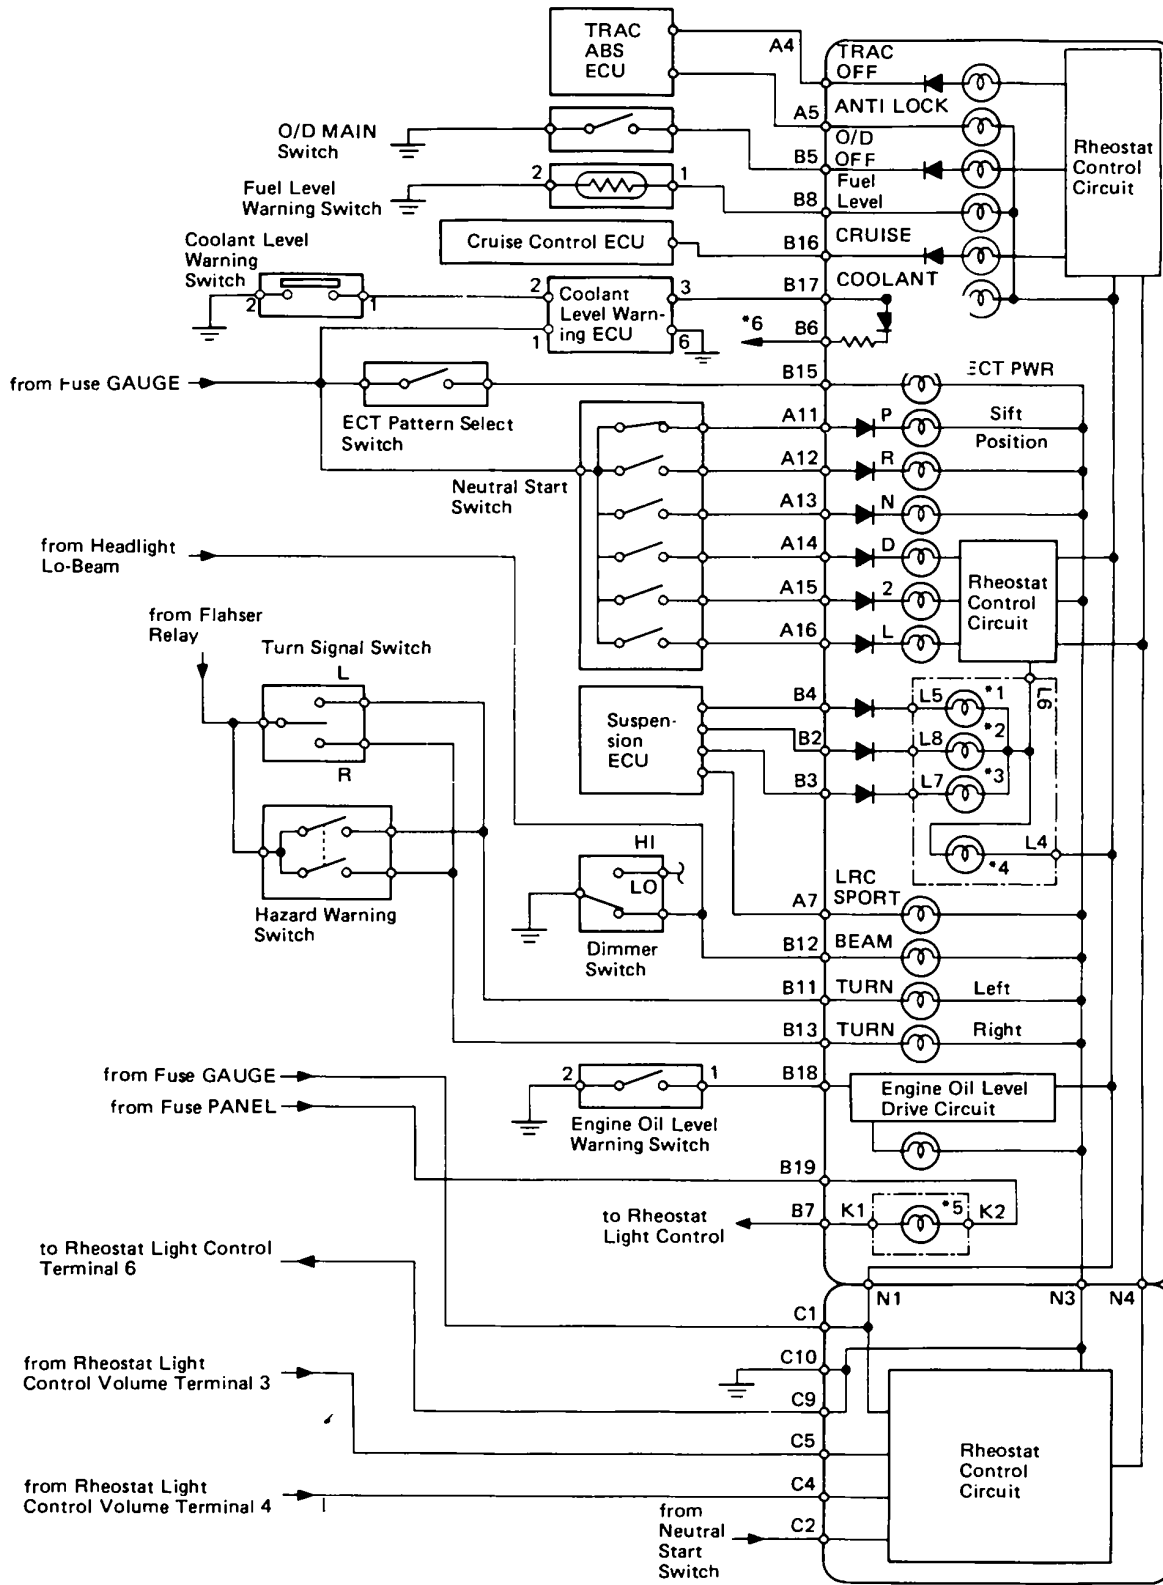 TRAC
ABS
ECU
A4
TRAC
OFF
A5
ANTI LOCK
O/D MAIN
Switch
B5
O/D
OFF
Rheostat
Control
Circuit
Fuel Level
Warning Switch
2
1
B8
Fuel
Level
Cruise Control ECU
B16
CRUISE
Coolant Level
Warning
Switch
2
1
2
1
Coolant
Level Warn-
ing ECU
3
6
B17
COOLANT
*6
B6
from Fuse GAUGE
ECT Pattern Select
Switch
B15
ECT PWR
A11
P
Sift
Position
A12
R
Neutral Start
Switch
A13
N
from Headlight
Lo-Beam
A14
D
A15
2
A16
L
Rheostat
Control
Circuit
from Flahser
Relay
Turn Signal Switch
L
R
Suspen-
sion
ECU
B4
L5
*1
L6
B2
L8
*2
B3
L7
*3
*4
L4
Hazard Warning
Switch
HI
LO
Dimmer
Switch
A7
LRC
SPORT
B12
BEAM
B11
TURN
Left
B13
TURN
Right
from Fuse GAUGE
from Fuse PANEL
2
1
Engine Oil Level
Warning Switch
B18
Engine Oil Level
Drive Circuit
B19
to Rheostat
Light Control
B7
K1
*5
K2
to Rheostat Light Control
Terminal 6
N1
N3
N4
C1
from Rheostat Light
Control Volume Terminal 3
C10
C9
C5
Rheostat
Control
Circuit
from Rheostat Light
Control Volume Terminal 4
C4
from
Neutral
Start
Switch
C2